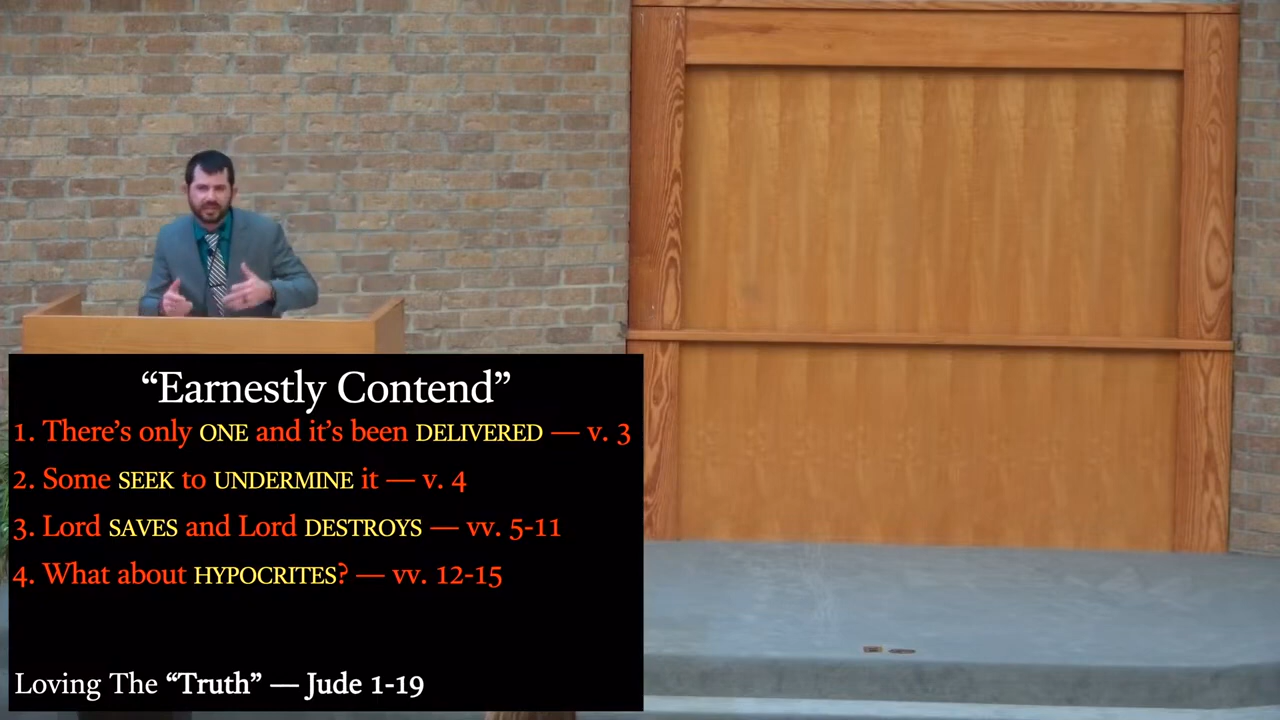 “Earnestly Contend”
1. There’s only ONE and it’s been DELIVERED — v. 3
2. Some SEEK to UNDERMINE it — v. 4
3. Lord SAVES and Lord DESTROYS — vv. 5-11
4. What about HYPOCRITES? — vv. 12-15
Loving The “Truth” — Jude 1-19